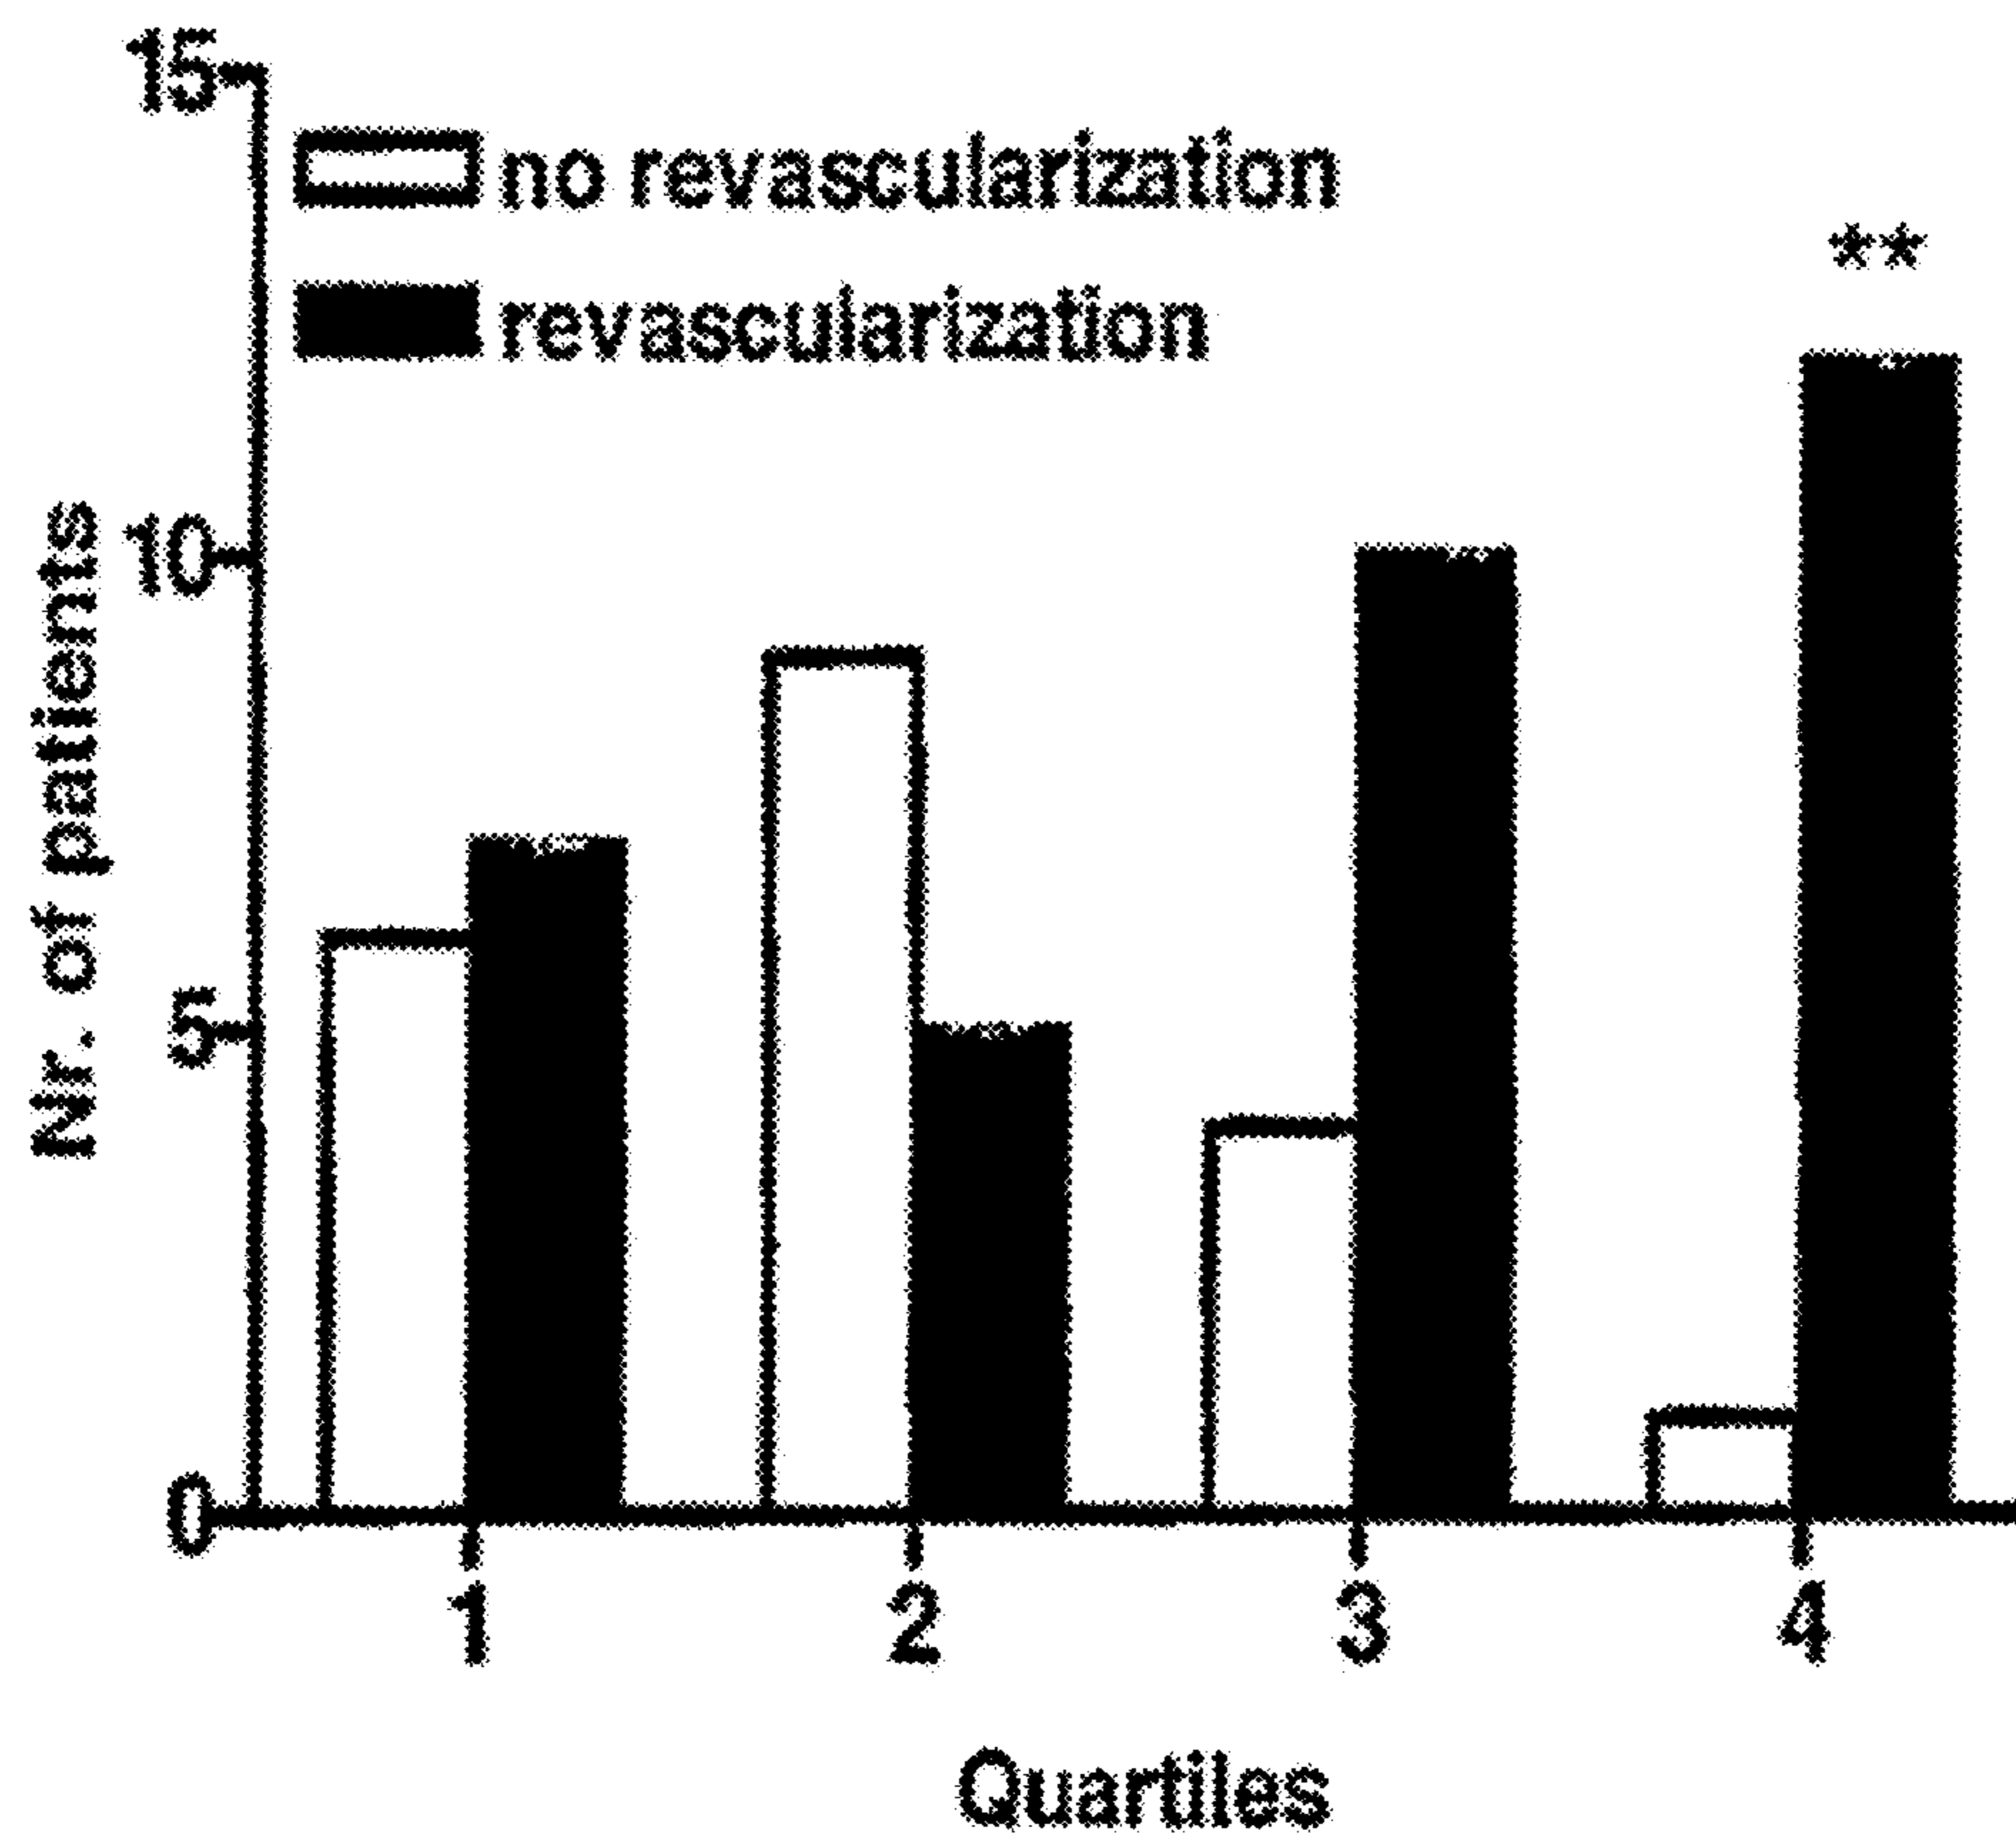 15
no revascularization
**
revascularization
10
Nr. of patients
5
0
1 2 3 4
Quartiles